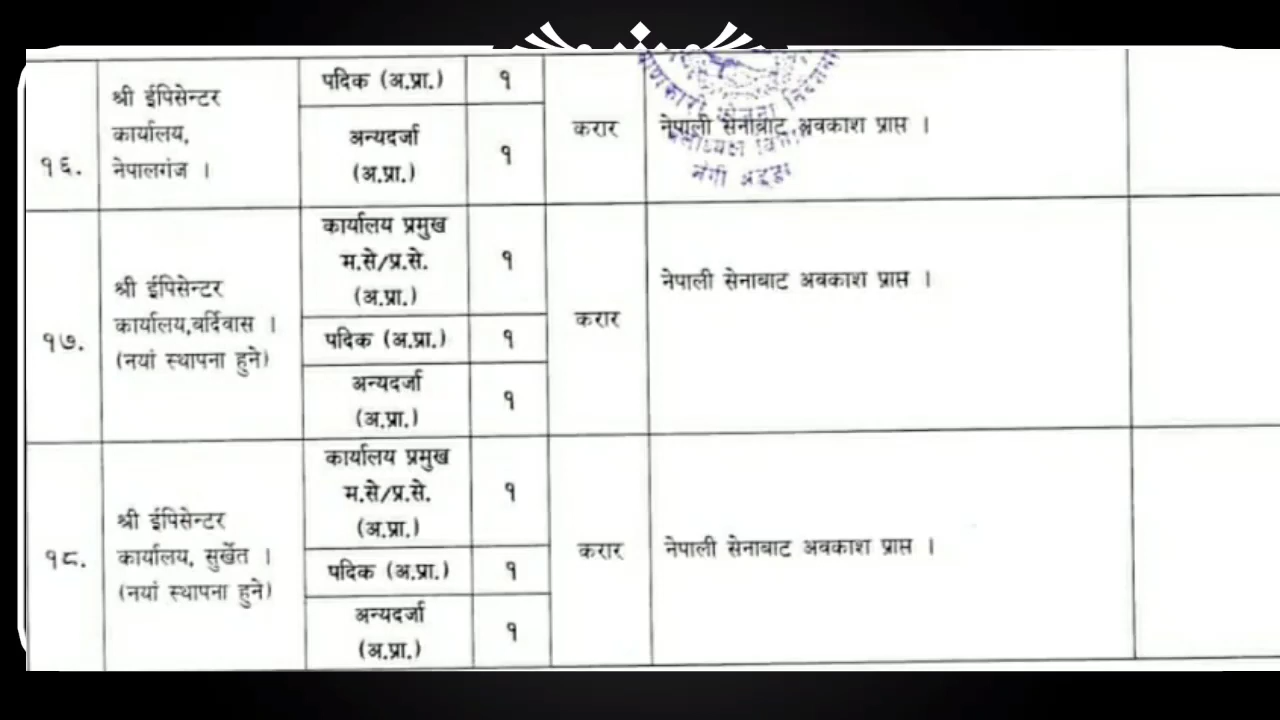 १६.
श्री ईपिसेन्टर
कार्यालय,
नेपालगंज ।
पदिक (अ.प्रा.)
१
अन्यदर्जा
(अ.प्रा.)
१
करार
नेपाली सेनाबाट अवकाश प्राप्त ।
जंगी अड्डा
१७.
श्री ईपिसेन्टर
कार्यालय,बर्दिवास ।
(नयां स्थापना हुने)
कार्यालय प्रमुख
म.से/प्र.से.
(अ.प्रा.)
१
पदिक (अ.प्रा.)
१
अन्यदर्जा
(अ.प्रा.)
१
करार
नेपाली सेनाबाट अवकाश प्राप्त ।
१८.
श्री ईपिसेन्टर
कार्यालय, सुर्खेत ।
(नयां स्थापना हुने)
कार्यालय प्रमुख
म.से/प्र.से.
(अ.प्रा.)
१
पदिक (अ.प्रा.)
१
अन्यदर्जा
(अ.प्रा.)
१
करार
नेपाली सेनाबाट अवकाश प्राप्त ।